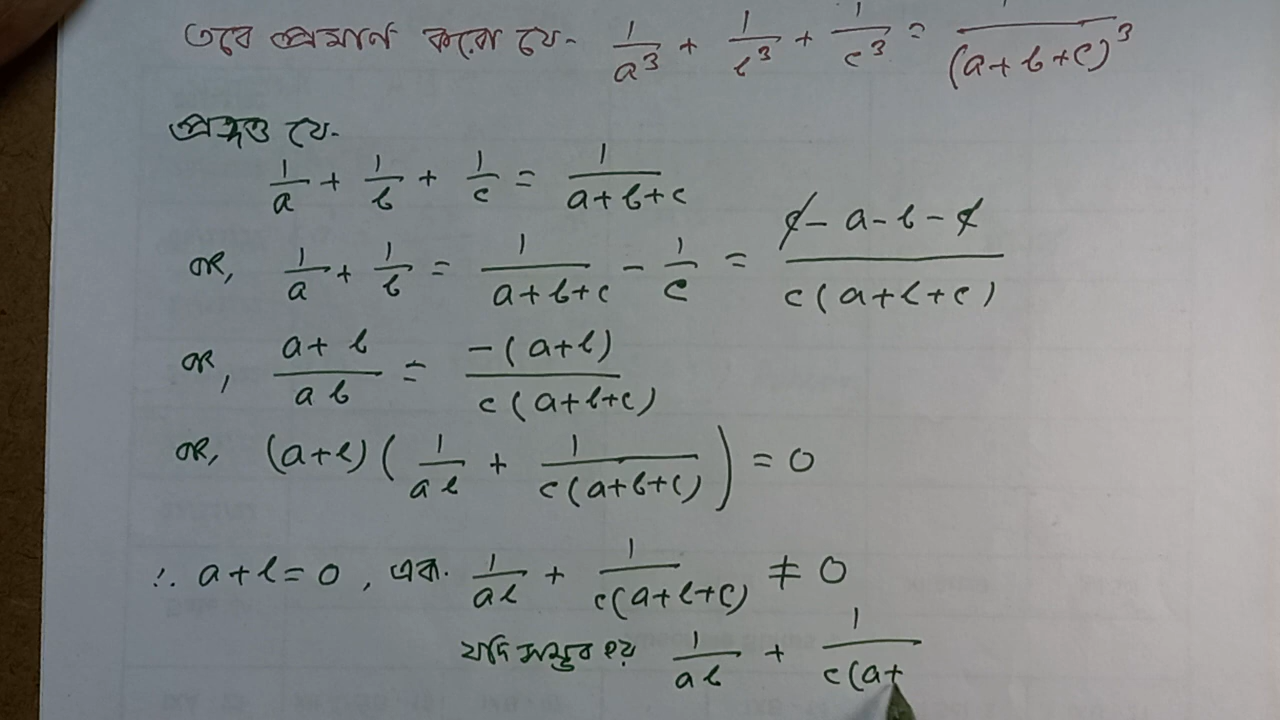 তবে প্রমান করো যে- 1/a³ + 1/b³ + 1/c³ = 1/(a+b+c)³
প্রদত্ত যে-
1/a + 1/b + 1/c = 1/(a+b+c)
or, 1/a + 1/b = 1/(a+b+c) - 1/c = (c - a - b - c)/(c(a+b+c))
or, (a+b)/(ab) = -(a+b)/(c(a+b+c))
or, (a+b)(1/(ab) + 1/(c(a+b+c))) = 0
∴ a+b=0, এবং 1/(ab) + 1/(c(a+b+c)) ≠ 0
যদি সম্ভব হয় 1/(ab) + 1/(c(a+